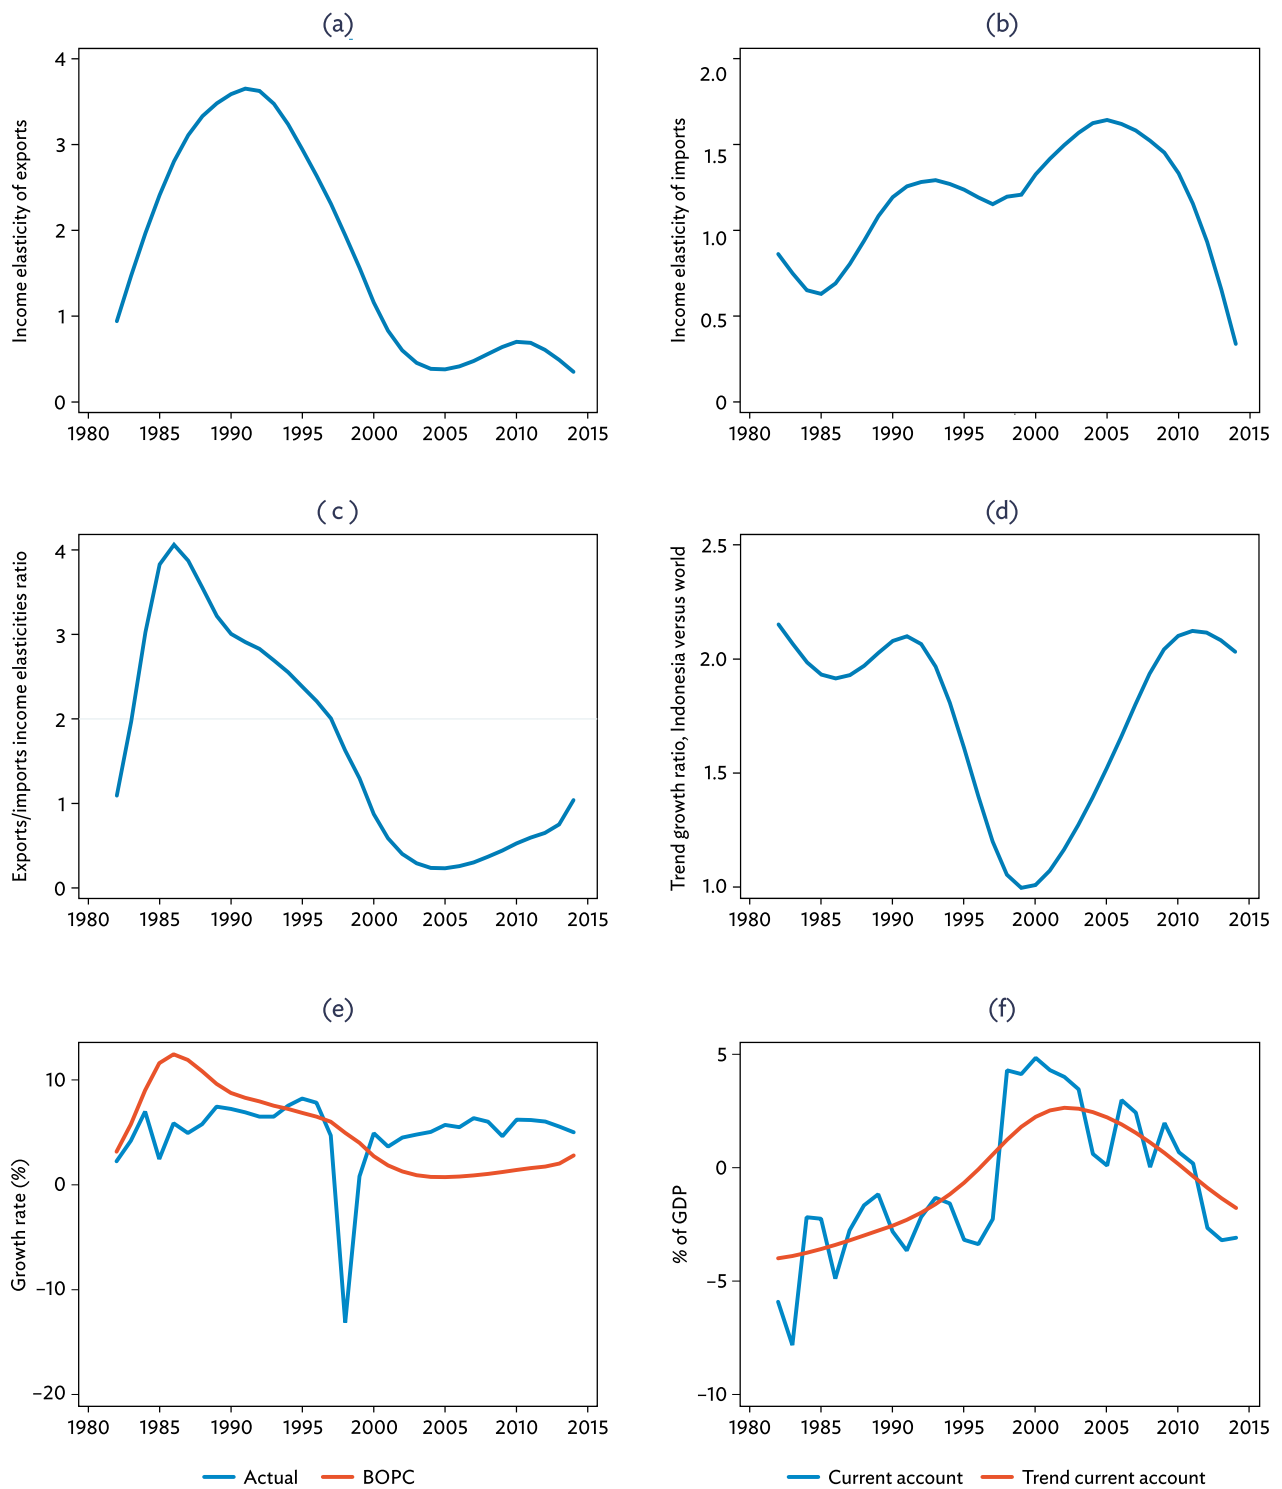 (a)
Income elasticity of exports
4
3
2
1
0
1980 1985 1990 1995 2000 2005 2010 2015
(b)
Income elasticity of imports
2.0
1.5
1.0
0.5
0
1980 1985 1990 1995 2000 2005 2010 2015
( c )
Exports/imports income elasticities ratio
4
3
2
1
0
1980 1985 1990 1995 2000 2005 2010 2015
(d)
Trend growth ratio, Indonesia versus world
2.5
2.0
1.5
1.0
1980 1985 1990 1995 2000 2005 2010 2015
(e)
Growth rate (%)
10
0
−10
−20
1980 1985 1990 1995 2000 2005 2010 2015
Actual BOPC
(f)
% of GDP
5
0
−5
−10
1980 1985 1990 1995 2000 2005 2010 2015
Current account Trend current account